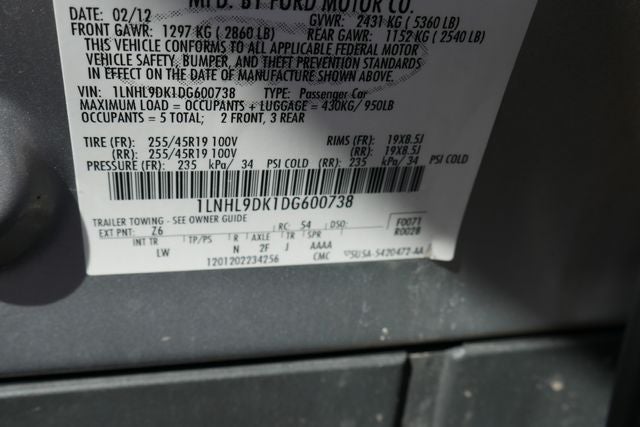 MFD. BY FORD MOTOR CO.
DATE: 02/12 GVWR: 2431 KG (5360 LB)
FRONT GAWR: 1297 KG (2860 LB) REAR GAWR: 1152 KG (2540 LB)
THIS VEHICLE CONFORMS TO ALL APPLICABLE FEDERAL MOTOR
VEHICLE SAFETY, BUMPER, AND THEFT PREVENTION STANDARDS
IN EFFECT ON THE DATE OF MANUFACTURE SHOWN ABOVE.
VIN: 1LNHL9DK1DG600738 TYPE: Passenger Car
MAXIMUM LOAD = OCCUPANTS + LUGGAGE = 430KG/ 950LB
OCCUPANTS = 5 TOTAL; 2 FRONT, 3 REAR
TIRE (FR): 255/45R19 100V RIMS (FR): 19X8.5J
(RR): 255/45R19 100V (RR): 19X8.5J
PRESSURE (FR): 235 kPa/ 34 PSI COLD (RR): 235 kPa/ 34 PSI COLD
1LNHL9DK1DG600738
TRAILER TOWING - SEE OWNER GUIDE
EXT PNT: Z6 RC: 54 DSO: F0071
R0028
INT TR TP/PS R AXLE TR SPR
LW N 2F J AAAA
1201202234256 CMC 5U5A-5420472-AA